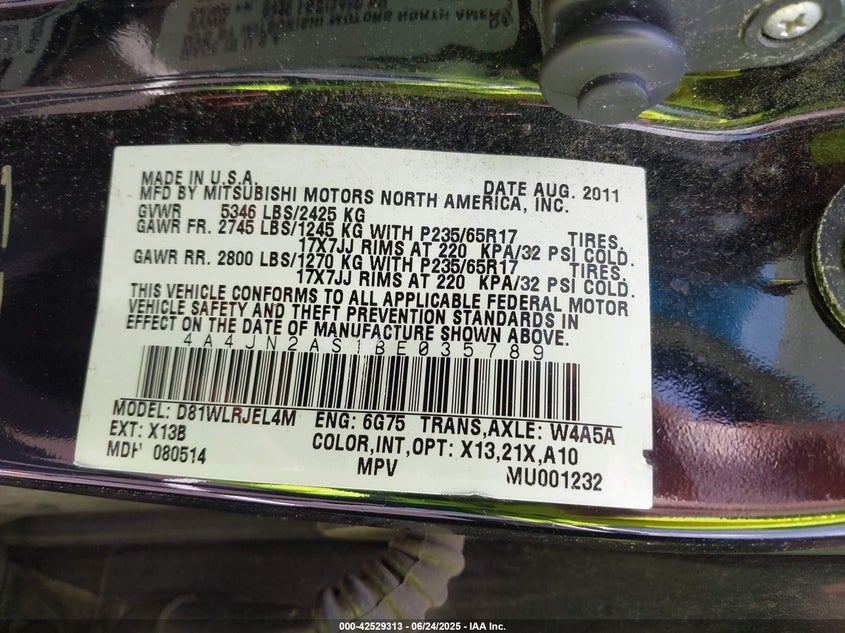 MADE IN U.S.A. DATE AUG. 2011
MFD BY MITSUBISHI MOTORS NORTH AMERICA, INC.
GVWR 5346 LBS/2425 KG
GAWR FR. 2745 LBS/1245 KG WITH P235/65R17 TIRES,
17X7JJ RIMS AT 220 KPA/32 PSI COLD.
GAWR RR. 2800 LBS/1270 KG WITH P235/65R17 TIRES,
17X7JJ RIMS AT 220 KPA/32 PSI COLD.
THIS VEHICLE CONFORMS TO ALL APPLICABLE FEDERAL MOTOR
VEHICLE SAFETY AND THEFT PREVENTION STANDARDS IN
EFFECT ON THE DATE OF MANUFACTURE SHOWN ABOVE.
4A4JN2AS1BE035789
MODEL: D81WLRJEL4M ENG: 6G75 TRANS,AXLE: W4A5A
EXT: X13B COLOR,INT,OPT: X13,21X,A10
MDH 080514 MPV MU001232
000-42529313 - 06/24/2025 - IAA Inc.